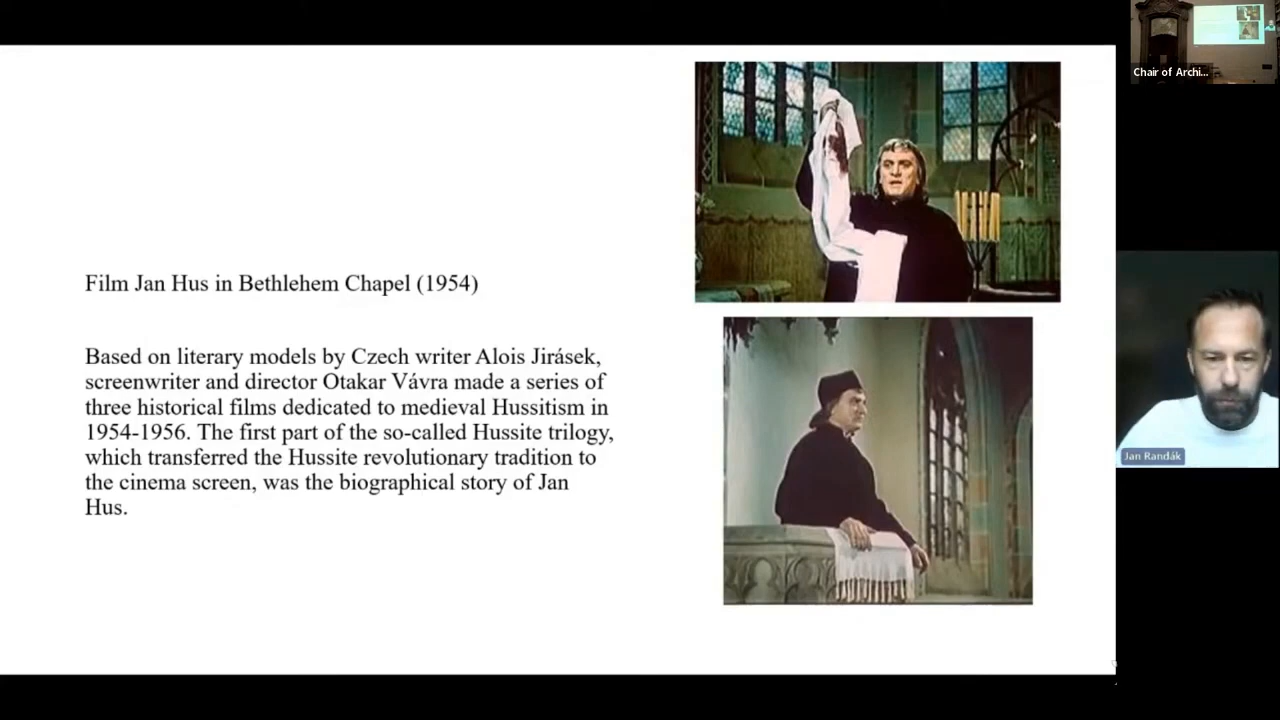 Chair of Archi...
Film Jan Hus in Bethlehem Chapel (1954)
Based on literary models by Czech writer Alois Jirásek,
screenwriter and director Otakar Vávra made a series of
three historical films dedicated to medieval Hussitism in
1954-1956. The first part of the so-called Hussite trilogy,
which transferred the Hussite revolutionary tradition to
the cinema screen, was the biographical story of Jan
Hus.
Jan Randák